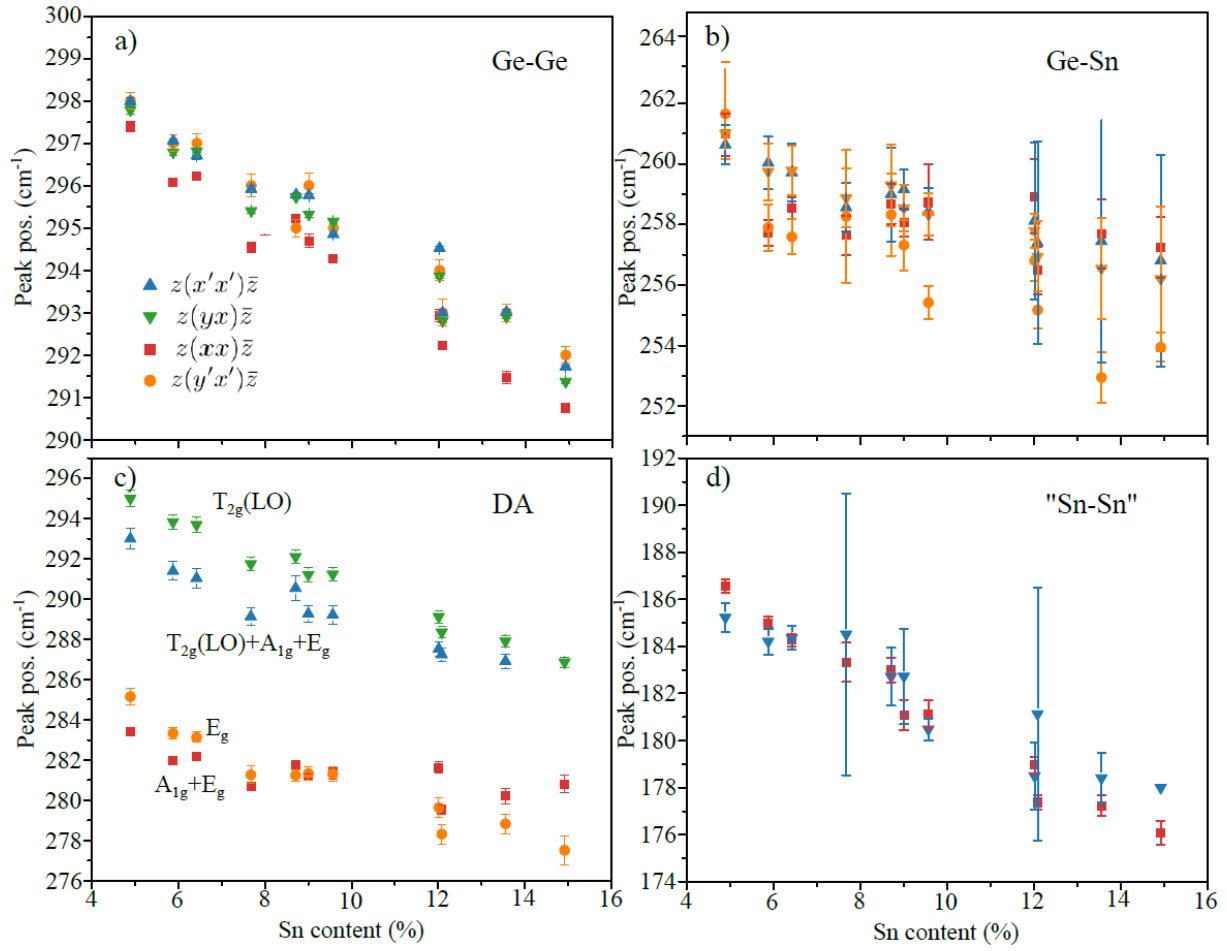 a)
Ge-Ge
300
299
298
297
296
295
294
293
292
291
290
Peak pos. (cm⁻¹)
z(x′x′)z̄
z(yx)z̄
z(xx)z̄
z(y′x′)z̄
b)
Ge-Sn
264
262
260
258
256
254
252
Peak pos. (cm⁻¹)
c)
DA
296
294
292
290
288
286
284
282
280
278
276
Peak pos. (cm⁻¹)
T₂g(LO)
T₂g(LO)+A₁g+Eg
Eg
A₁g+Eg
4
6
8
10
12
14
16
Sn content (%)
d)
"Sn-Sn"
192
190
188
186
184
182
180
178
176
174
Peak pos. (cm⁻¹)
4
6
8
10
12
14
16
Sn content (%)